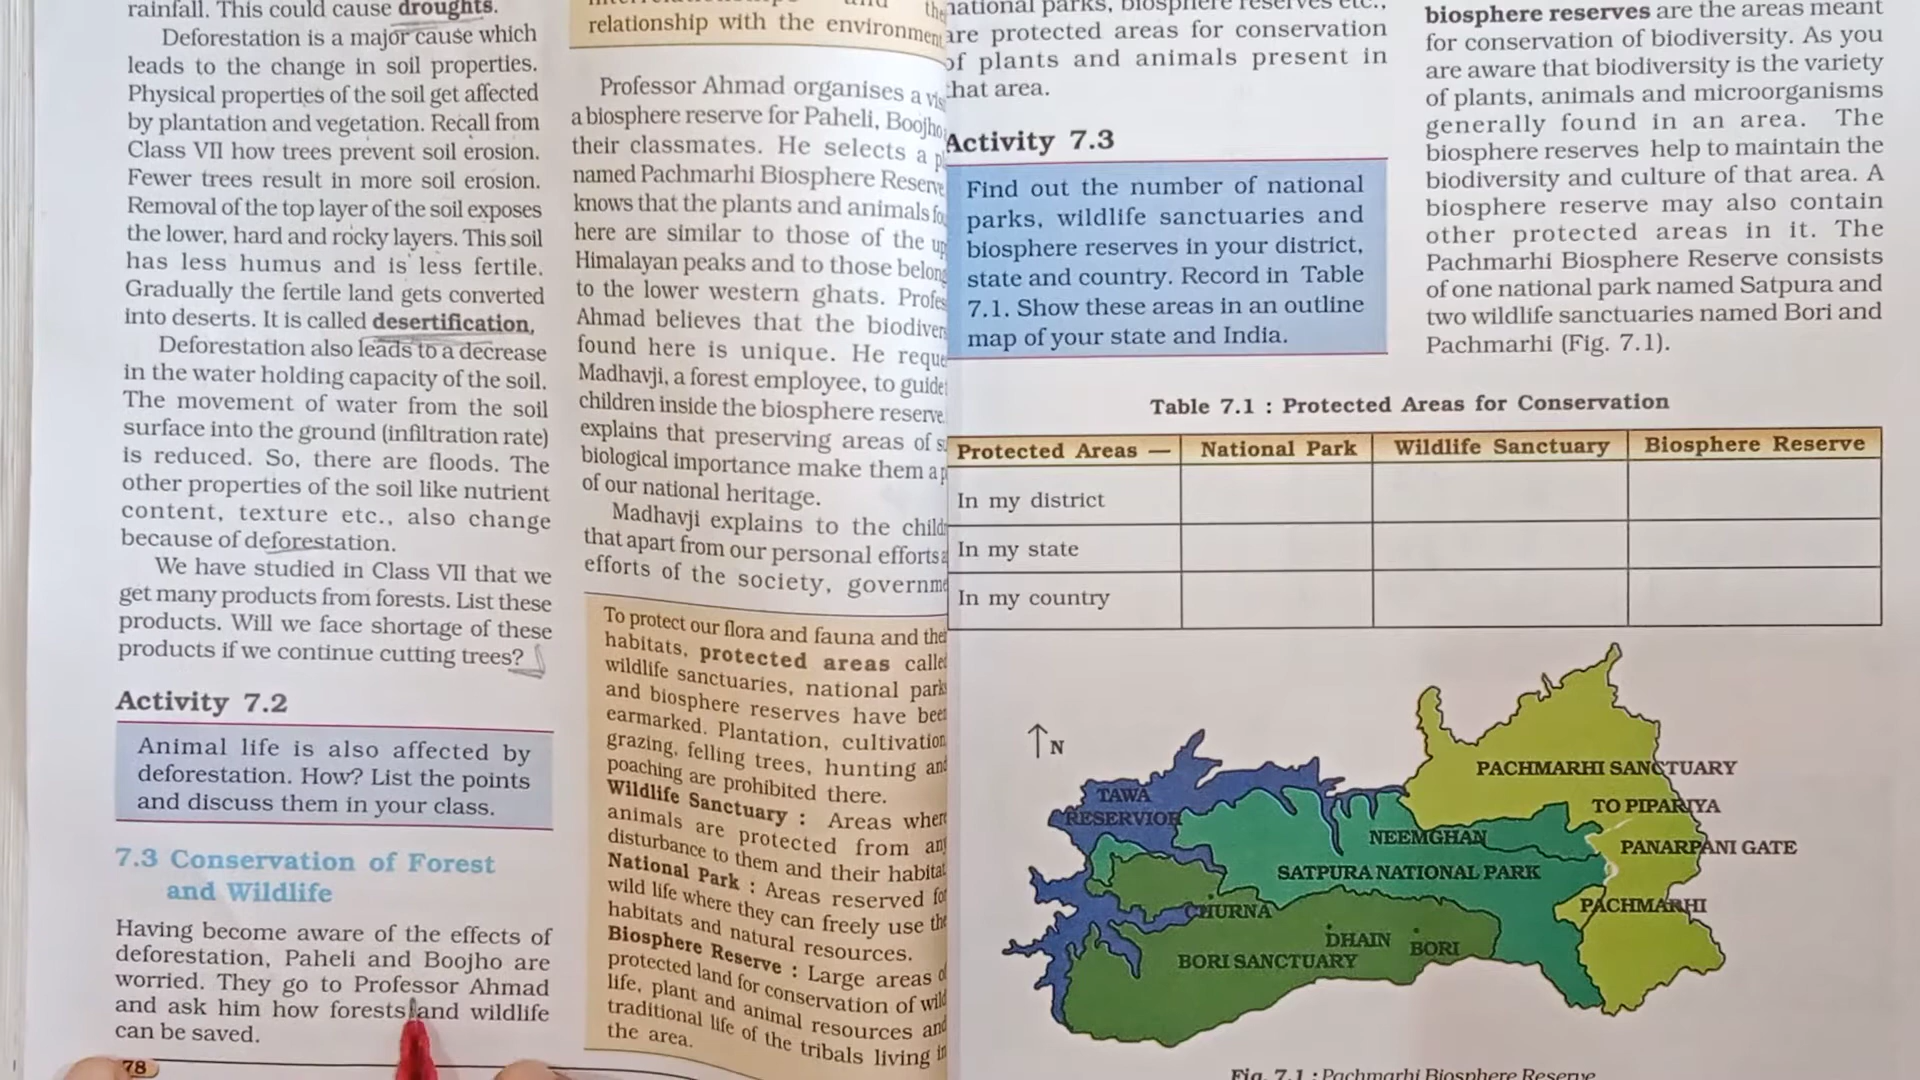 rainfall. This could cause droughts.
Deforestation is a major cause which
leads to the change in soil properties.
Physical properties of the soil get affected
by plantation and vegetation. Recall from
Class VII how trees prevent soil erosion.
Fewer trees result in more soil erosion.
Removal of the top layer of the soil exposes
the lower, hard and rocky layers. This soil
has less humus and is less fertile.
Gradually the fertile land gets converted
into deserts. It is called desertification,
Deforestation also leads to a decrease
in the water holding capacity of the soil.
The movement of water from the soil
surface into the ground (infiltration rate)
is reduced. So, there are floods. The
other properties of the soil like nutrient
content, texture etc., also change
because of deforestation.
We have studied in Class VII that we
get many products from forests. List these
products. Will we face shortage of these
products if we continue cutting trees?
Activity 7.2
Animal life is also affected by
deforestation. How? List the points
and discuss them in your class.
7.3 Conservation of Forest
and Wildlife
Having become aware of the effects of
deforestation, Paheli and Boojho are
worried. They go to Professor Ahmad
and ask him how forests and wildlife
can be saved.
78
and the
relationship with the environment
Professor Ahmad organises a
a biosphere reserve for Paheli, Boojho
their classmates. He selects a
named Pachmarhi Biosphere Reserve
knows that the plants and animals
here are similar to those of the
Himalayan peaks and to those
to the lower western ghats.
Ahmad believes that the
found here is unique. He
Madhavji, a forest employee, to guide
children inside the biosphere reserve.
explains that preserving areas of
biological importance make them a
of our national heritage.
Madhavji explains to the
that apart from our personal efforts
efforts of the society,
To protect our flora and fauna and
habitats, protected areas
wildlife sanctuaries, national
and biosphere reserves have
earmarked. Plantation, cultivation,
grazing, felling trees, hunting and
poaching are prohibited there.
Wildlife Sanctuary : Areas where
animals are protected from any
disturbance to them and their habitat.
National Park : Areas reserved for
wild life where they can freely use the
habitats and natural resources.
Biosphere Reserve : Large areas of
protected land for conservation of wild
life, plant and animal resources and
traditional life of the tribals living in
the area.
national parks, biosphere reserves etc.,
are protected areas for conservation
of plants and animals present in
that area.
Activity 7.3
Find out the number of national
parks, wildlife sanctuaries and
biosphere reserves in your district,
state and country. Record in Table
7.1. Show these areas in an outline
map of your state and India.
biosphere reserves are the areas meant
for conservation of biodiversity. As you
are aware that biodiversity is the variety
of plants, animals and microorganisms
generally found in an area. The
biosphere reserves help to maintain the
biodiversity and culture of that area. A
biosphere reserve may also contain
other protected areas in it. The
Pachmarhi Biosphere Reserve consists
of one national park named Satpura and
two wildlife sanctuaries named Bori and
Pachmarhi (Fig. 7.1).
Table 7.1 : Protected Areas for Conservation
Protected Areas — National Park Wildlife Sanctuary Biosphere Reserve
In my district
In my state
In my country
N
PACHMARHI SANCTUARY
TAWA
RESERVIOR
TO PIPARIYA
NEEMGHAN
PANARPANI GATE
SATPURA NATIONAL PARK
CHURNA
PACHMARHI
DHAIN
BORI
BORI SANCTUARY
Fig. 7.1 : Pachmarhi Biosphere Reserve